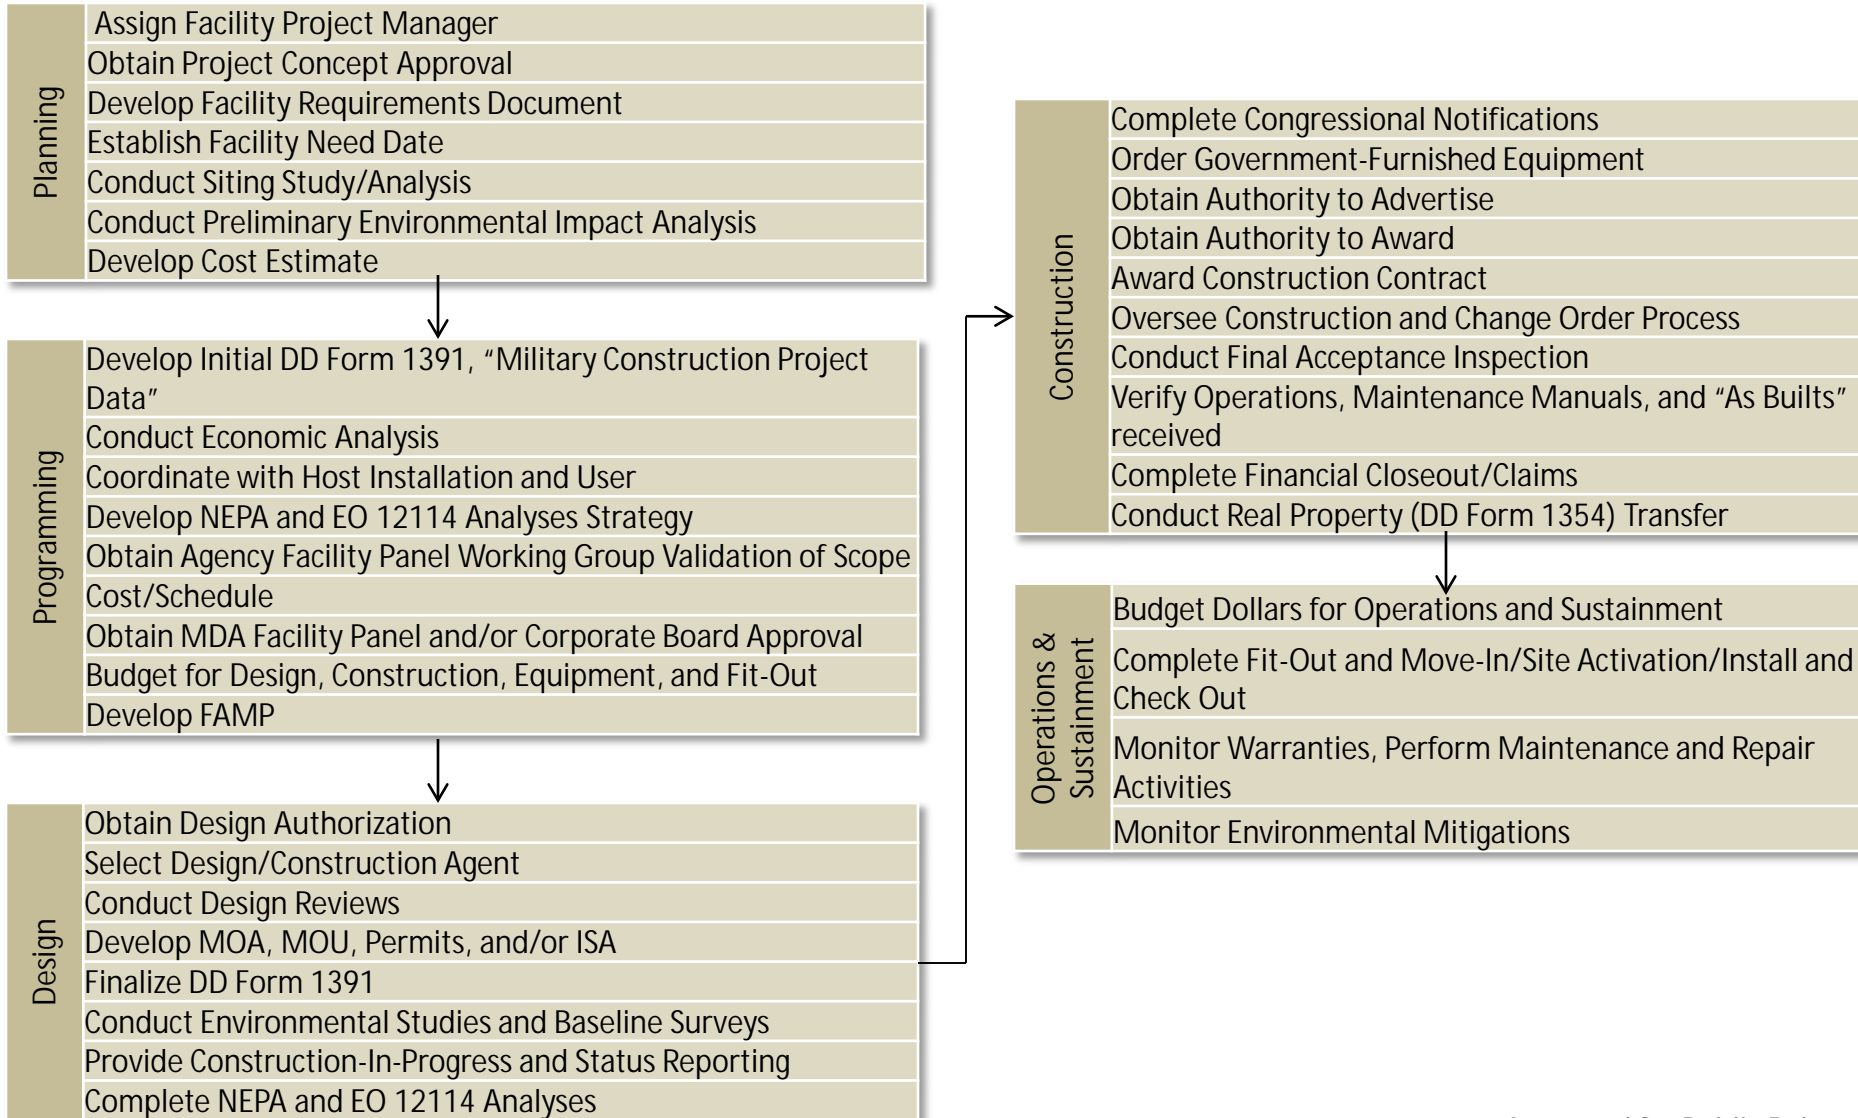 Planning
Assign Facility Project Manager
Obtain Project Concept Approval
Develop Facility Requirements Document
Establish Facility Need Date
Conduct Siting Study/Analysis
Conduct Preliminary Environmental Impact Analysis
Develop Cost Estimate
Programming
Develop Initial DD Form 1391, “Military Construction Project
Data”
Conduct Economic Analysis
Coordinate with Host Installation and User
Develop NEPA and EO 12114 Analyses Strategy
Obtain Agency Facility Panel Working Group Validation of Scope
Cost/Schedule
Obtain MDA Facility Panel and/or Corporate Board Approval
Budget for Design, Construction, Equipment, and Fit-Out
Develop FAMP
Design
Obtain Design Authorization
Select Design/Construction Agent
Conduct Design Reviews
Develop MOA, MOU, Permits, and/or ISA
Finalize DD Form 1391
Conduct Environmental Studies and Baseline Surveys
Provide Construction-In-Progress and Status Reporting
Complete NEPA and EO 12114 Analyses
Construction
Complete Congressional Notifications
Order Government-Furnished Equipment
Obtain Authority to Advertise
Obtain Authority to Award
Award Construction Contract
Oversee Construction and Change Order Process
Conduct Final Acceptance Inspection
Verify Operations, Maintenance Manuals, and “As Builts”
received
Complete Financial Closeout/Claims
Conduct Real Property (DD Form 1354) Transfer
Operations &
Sustainment
Budget Dollars for Operations and Sustainment
Complete Fit-Out and Move-In/Site Activation/Install and
Check Out
Monitor Warranties, Perform Maintenance and Repair
Activities
Monitor Environmental Mitigations